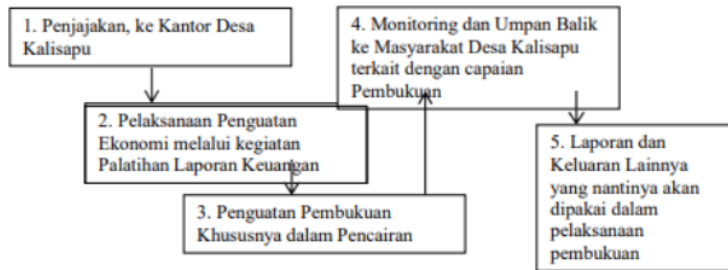 1. Penjajakan, ke Kantor Desa
Kalisapu
2. Pelaksanaan Penguatan
Ekonomi melalui kegiatan
Palatihan Laporan Keuangan
3. Penguatan Pembukuan
Khususnya dalam Pencairan
4. Monitoring dan Umpan Balik
ke Masyarakat Desa Kalisapu
terkait dengan capaian
Pembukuan
5. Laporan dan
Keluaran Lainnya
yang nantinya akan
dipakai dalam
pelaksanaan
pembukuan